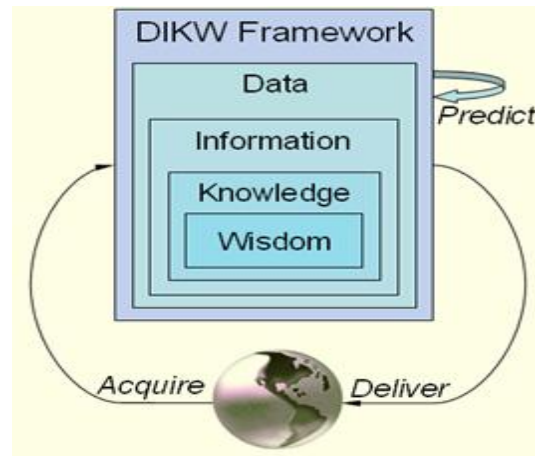 DIKW Framework
Data
Predict
Information
Knowledge
Wisdom
Acquire
Deliver